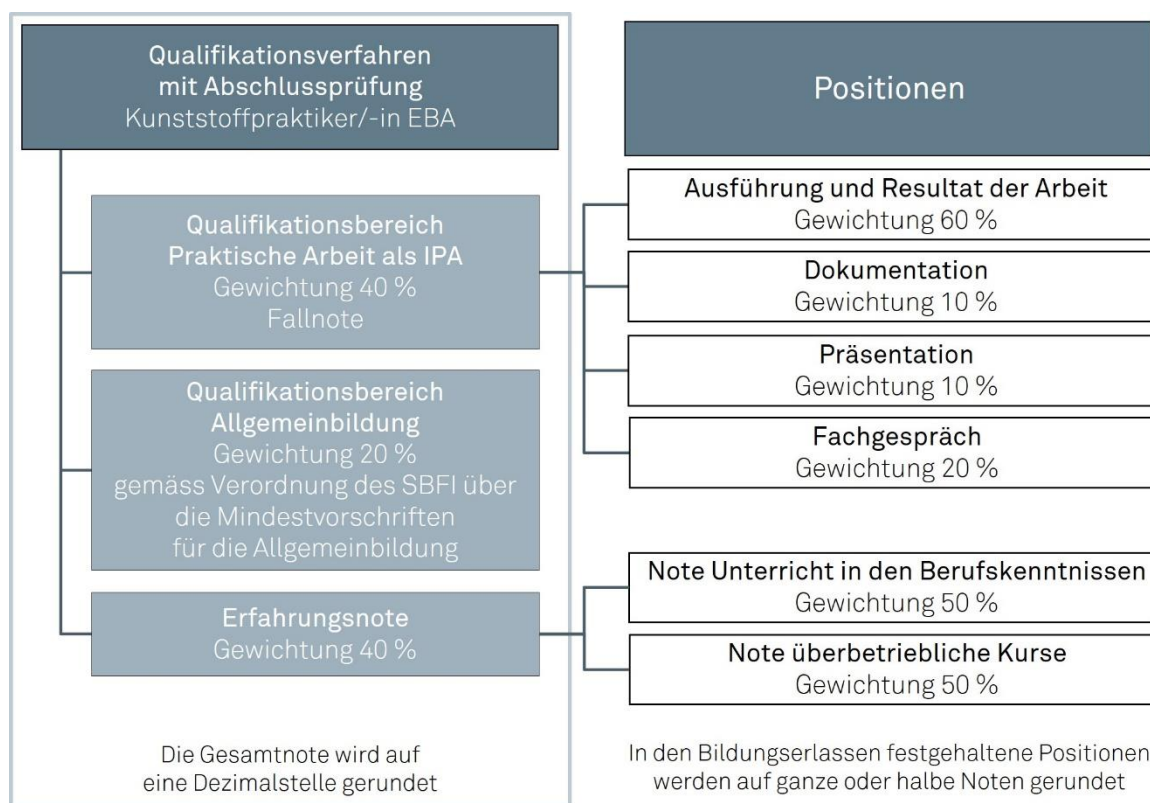 Qualifikationsverfahren
mit Abschlussprüfung
Kunststoffpraktiker/-in EBA
Qualifikationsbereich
Praktische Arbeit als IPA
Gewichtung 40 %
Fallnote
Qualifikationsbereich
Allgemeinbildung
Gewichtung 20 %
gemäss Verordnung des SBFI über
die Mindestvorschriften
für die Allgemeinbildung
Erfahrungsnote
Gewichtung 40 %
Die Gesamtnote wird auf
eine Dezimalstelle gerundet
Positionen
Ausführung und Resultat der Arbeit
Gewichtung 60 %
Dokumentation
Gewichtung 10 %
Präsentation
Gewichtung 10 %
Fachgespräch
Gewichtung 20 %
Note Unterricht in den Berufskenntnissen
Gewichtung 50 %
Note überbetriebliche Kurse
Gewichtung 50 %
In den Bildungserlassen festgehaltene Positionen
werden auf ganze oder halbe Noten gerundet